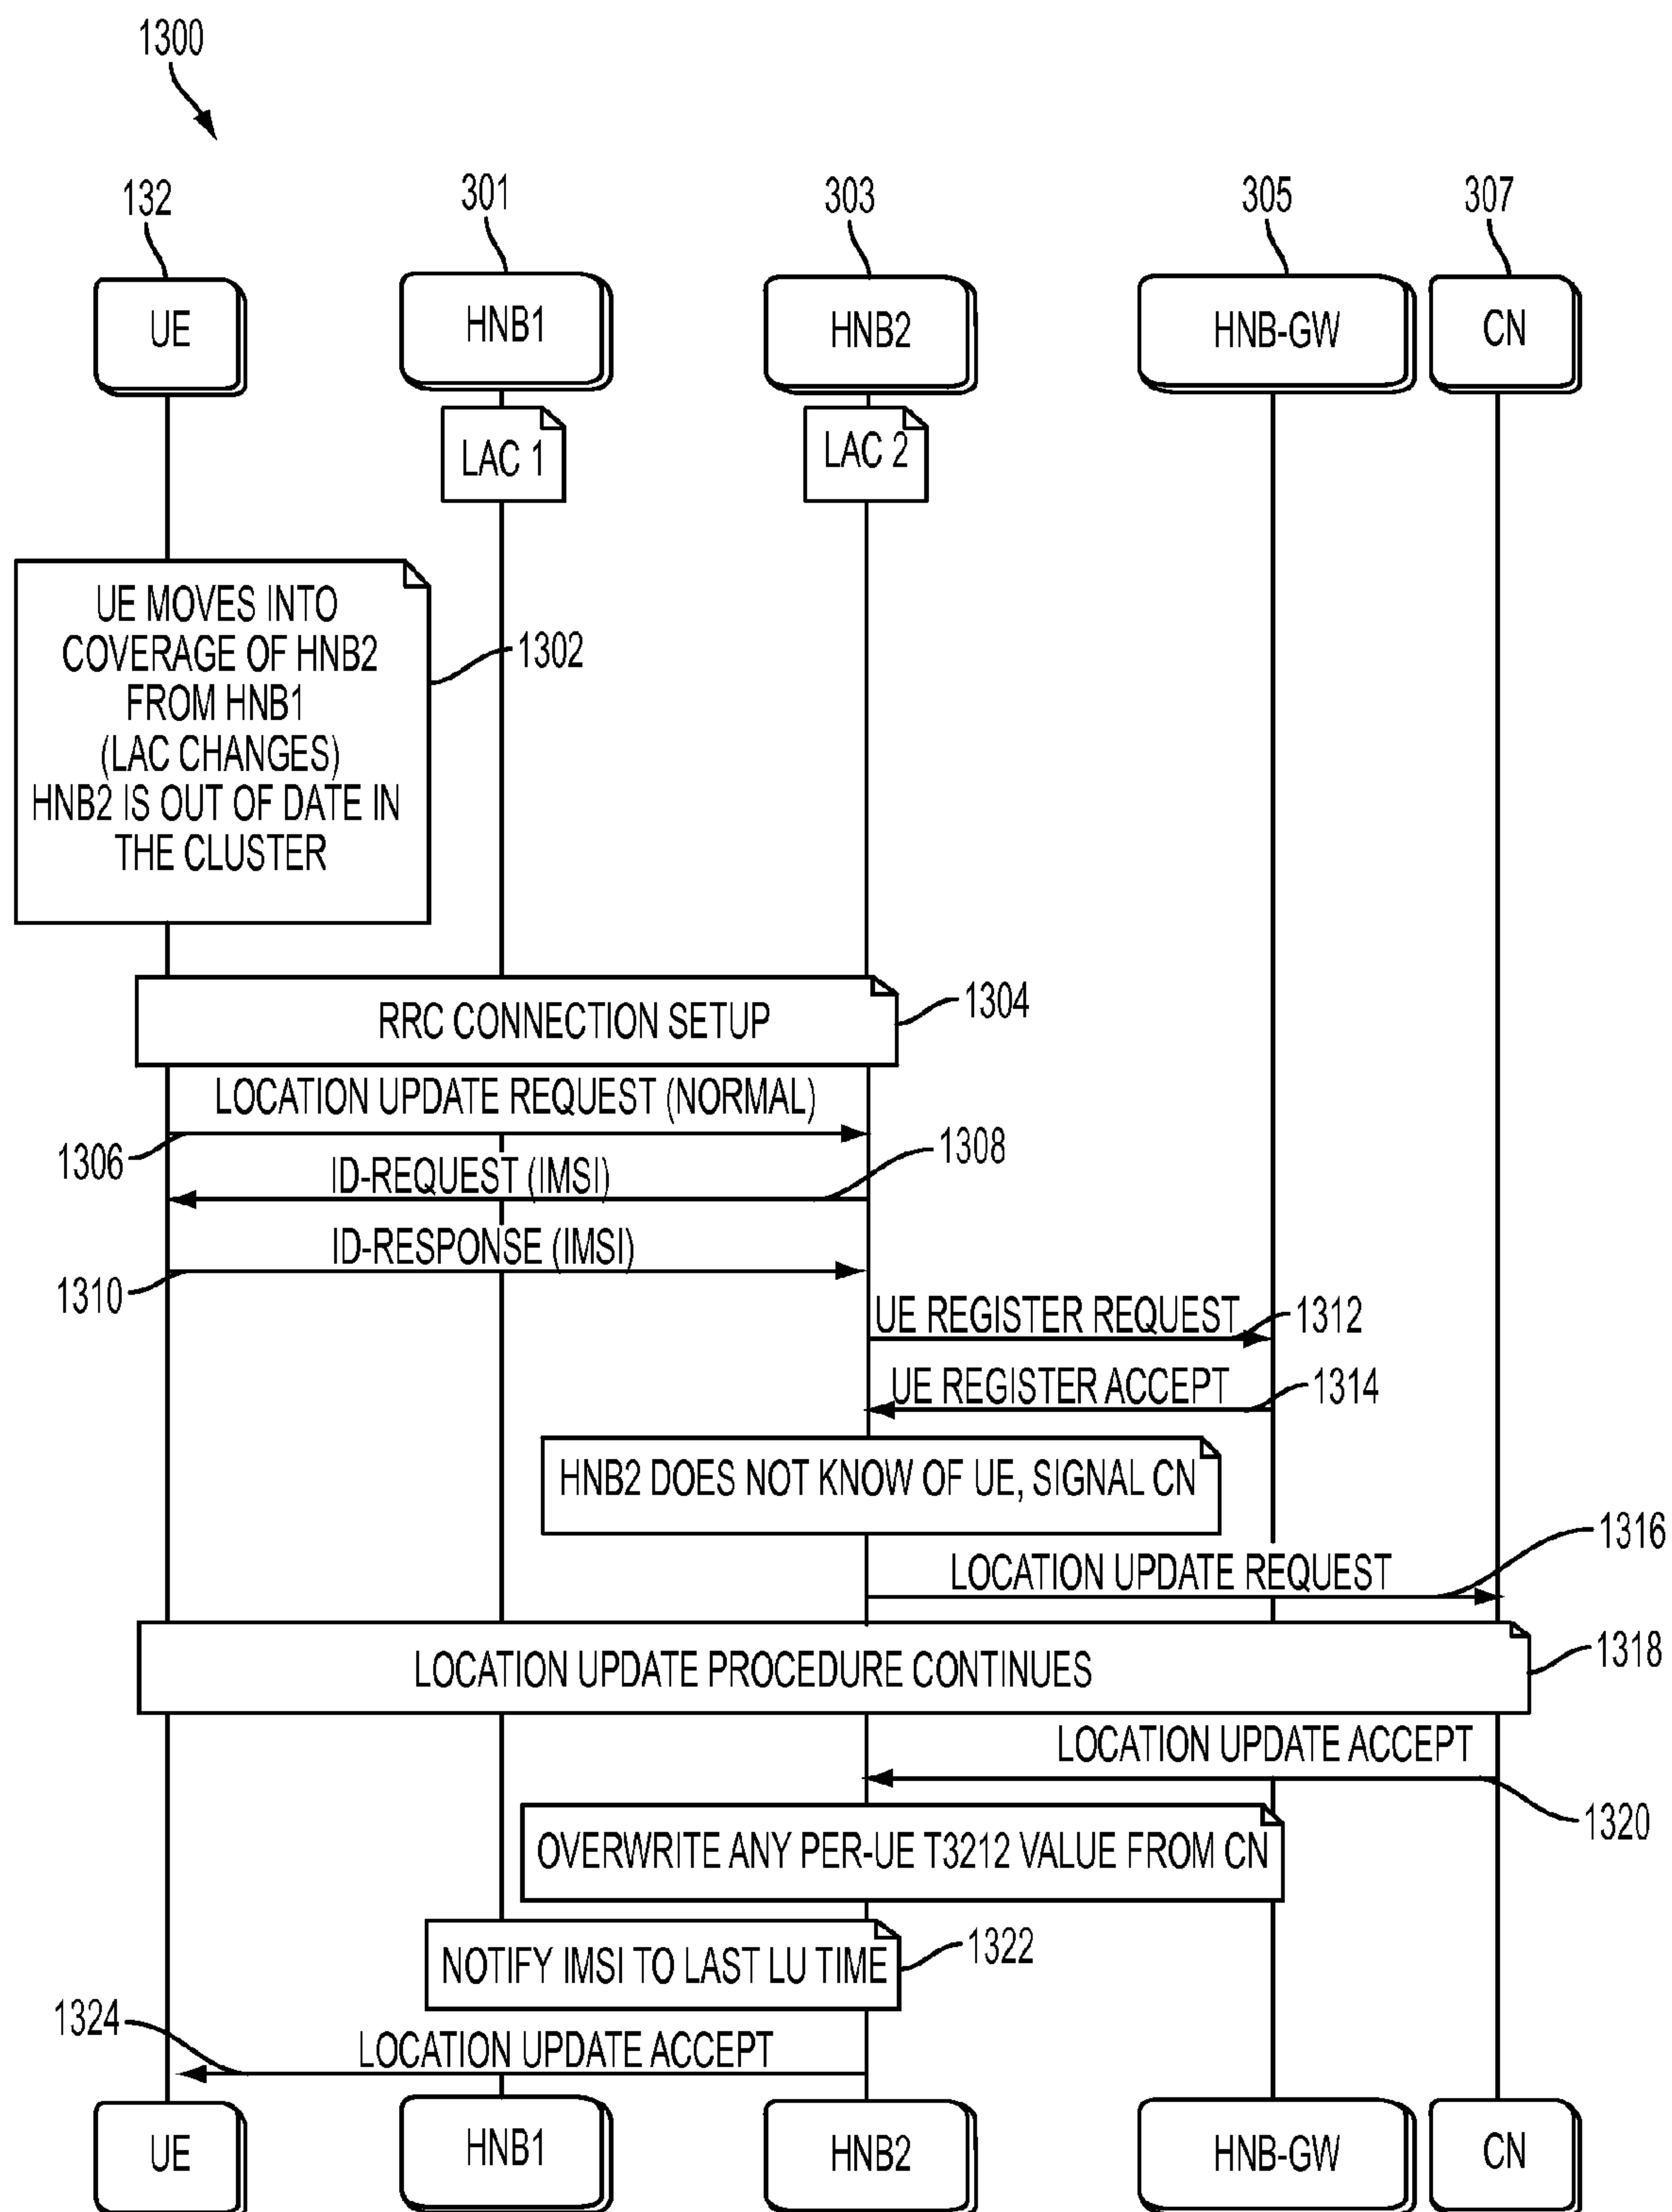 1300
132
301
303
305
307
UE
HNB1
HNB2
HNB-GW
CN
LAC 1
LAC 2
UE MOVES INTO
COVERAGE OF HNB2
FROM HNB1
(LAC CHANGES)
HNB2 IS OUT OF DATE IN
THE CLUSTER
1302
RRC CONNECTION SETUP
1304
LOCATION UPDATE REQUEST (NORMAL)
1306
ID-REQUEST (IMSI)
1308
ID-RESPONSE (IMSI)
1310
UE REGISTER REQUEST
1312
UE REGISTER ACCEPT
1314
HNB2 DOES NOT KNOW OF UE, SIGNAL CN
LOCATION UPDATE REQUEST
1316
LOCATION UPDATE PROCEDURE CONTINUES
1318
LOCATION UPDATE ACCEPT
1320
OVERWRITE ANY PER-UE T3212 VALUE FROM CN
NOTIFY IMSI TO LAST LU TIME
1322
1324
LOCATION UPDATE ACCEPT
UE
HNB1
HNB2
HNB-GW
CN